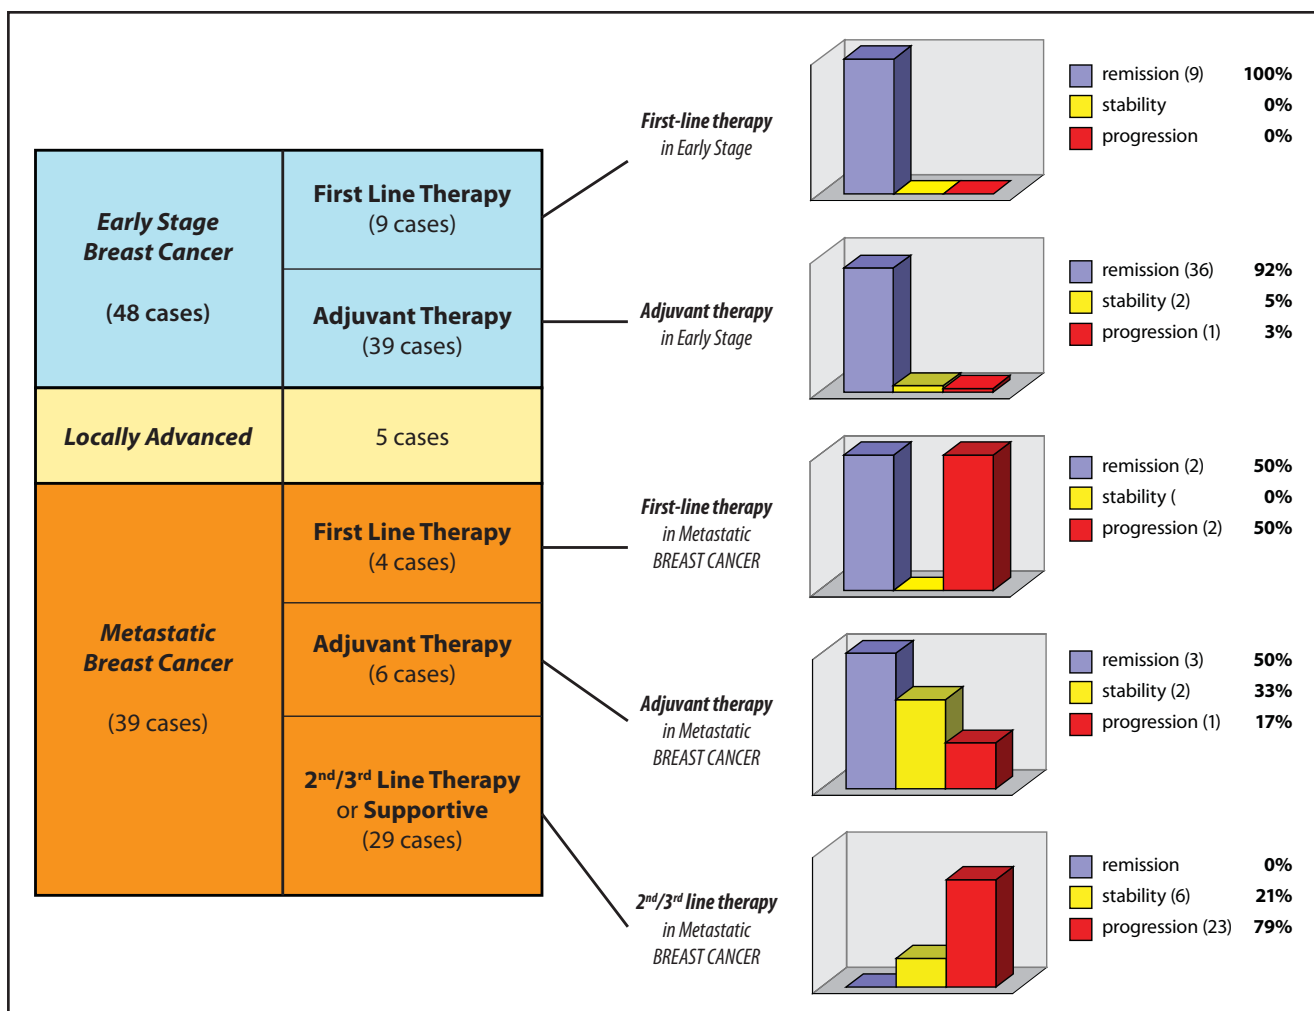 Early Stage
Breast Cancer
(48 cases)
First Line Therapy
(9 cases)
Adjuvant Therapy
(39 cases)
Locally Advanced
5 cases
Metastatic
Breast Cancer
(39 cases)
First Line Therapy
(4 cases)
Adjuvant Therapy
(6 cases)
2nd/3rd Line Therapy
or Supportive
(29 cases)
First-line therapy
in Early Stage
remission (9) 100%
stability 0%
progression 0%
Adjuvant therapy
in Early Stage
remission (36) 92%
stability (2) 5%
progression (1) 3%
First-line therapy
in Metastatic
BREAST CANCER
remission (2) 50%
stability ( 0%
progression (2) 50%
Adjuvant therapy
in Metastatic
BREAST CANCER
remission (3) 50%
stability (2) 33%
progression (1) 17%
2nd/3rd line therapy
in Metastatic
BREAST CANCER
remission 0%
stability (6) 21%
progression (23) 79%